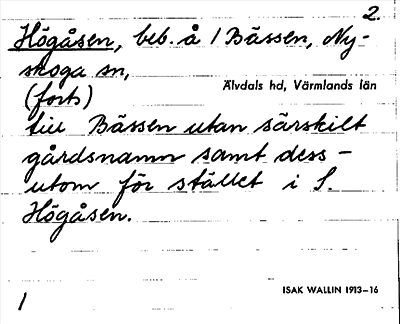 2.
Högåsen, beb. å 1 Bässen, Ny-
skoga sn,
Älvdals hd, Värmlands län
(forts)
till Bässen utan särskilt
gårdsnamn samt dess-
utom för stället i S.
Högåsen.
ISAK WALLIN 1913–16
1